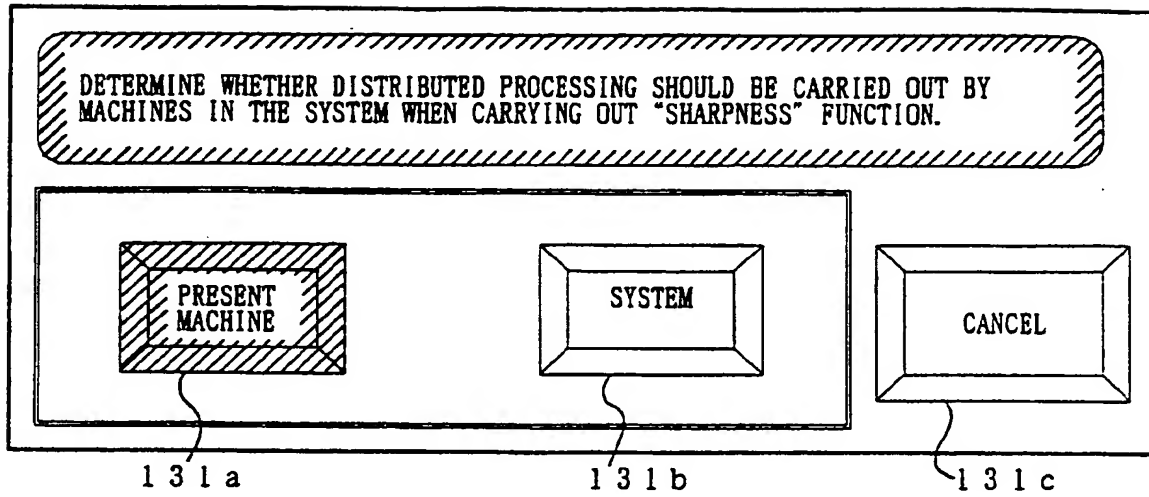 DETERMINE WHETHER DISTRIBUTED PROCESSING SHOULD BE CARRIED OUT BY
MACHINES IN THE SYSTEM WHEN CARRYING OUT "SHARPNESS" FUNCTION.
PRESENT
MACHINE
SYSTEM
CANCEL
131a
131b
131c